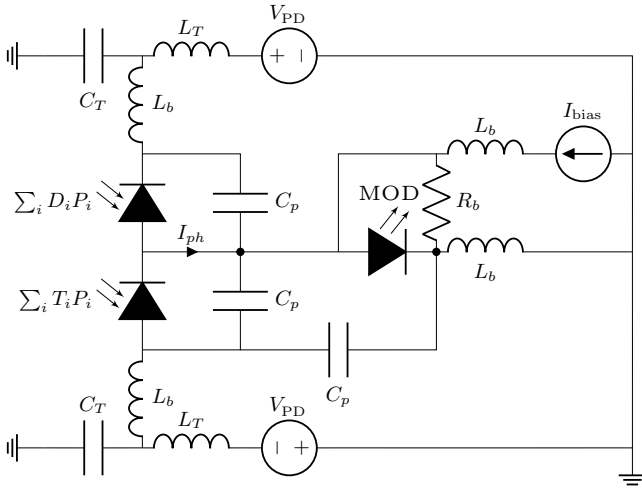 V_PD
L_T
C_T
L_b
L_b
I_bias
∑_i D_i P_i
C_p
MOD
R_b
I_ph
L_b
∑_i T_i P_i
C_p
C_p
L_b
C_T
L_T
V_PD